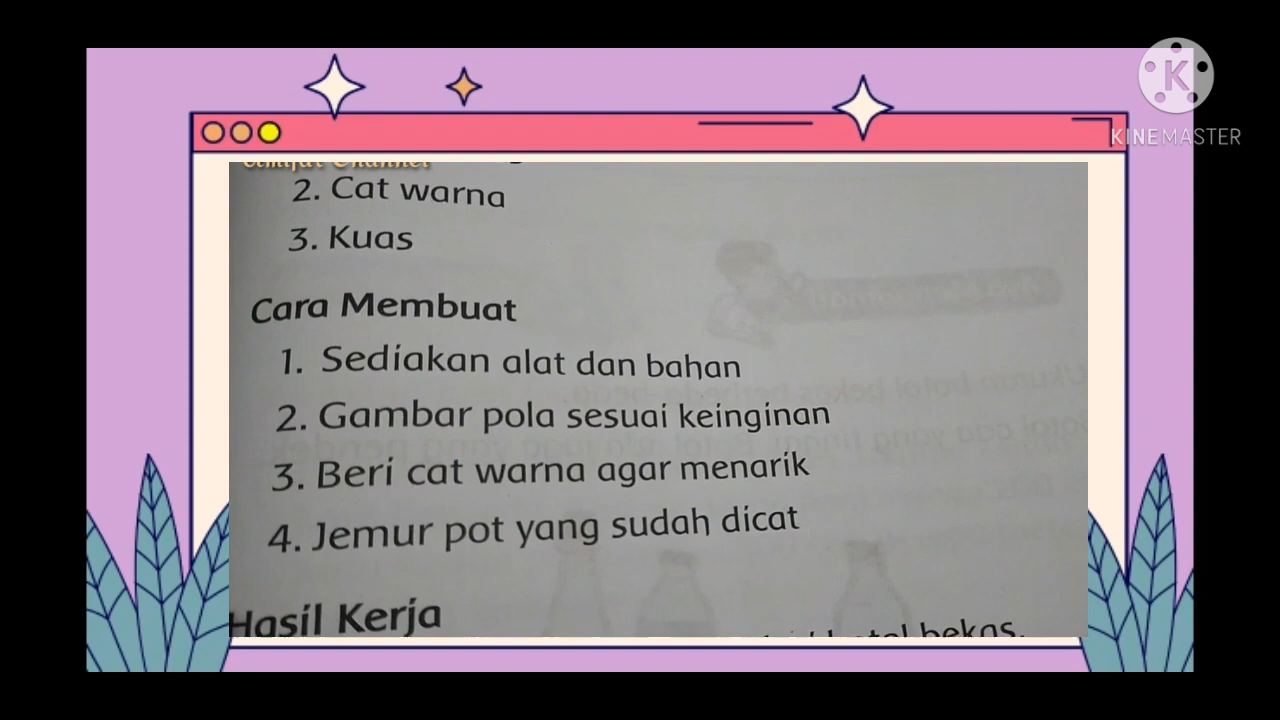 KINEMASTER
2. Cat warna
3. Kuas
Cara Membuat
1. Sediakan alat dan bahan
2. Gambar pola sesuai keinginan
3. Beri cat warna agar menarik
4. Jemur pot yang sudah dicat
Hasil Kerja
bekas.